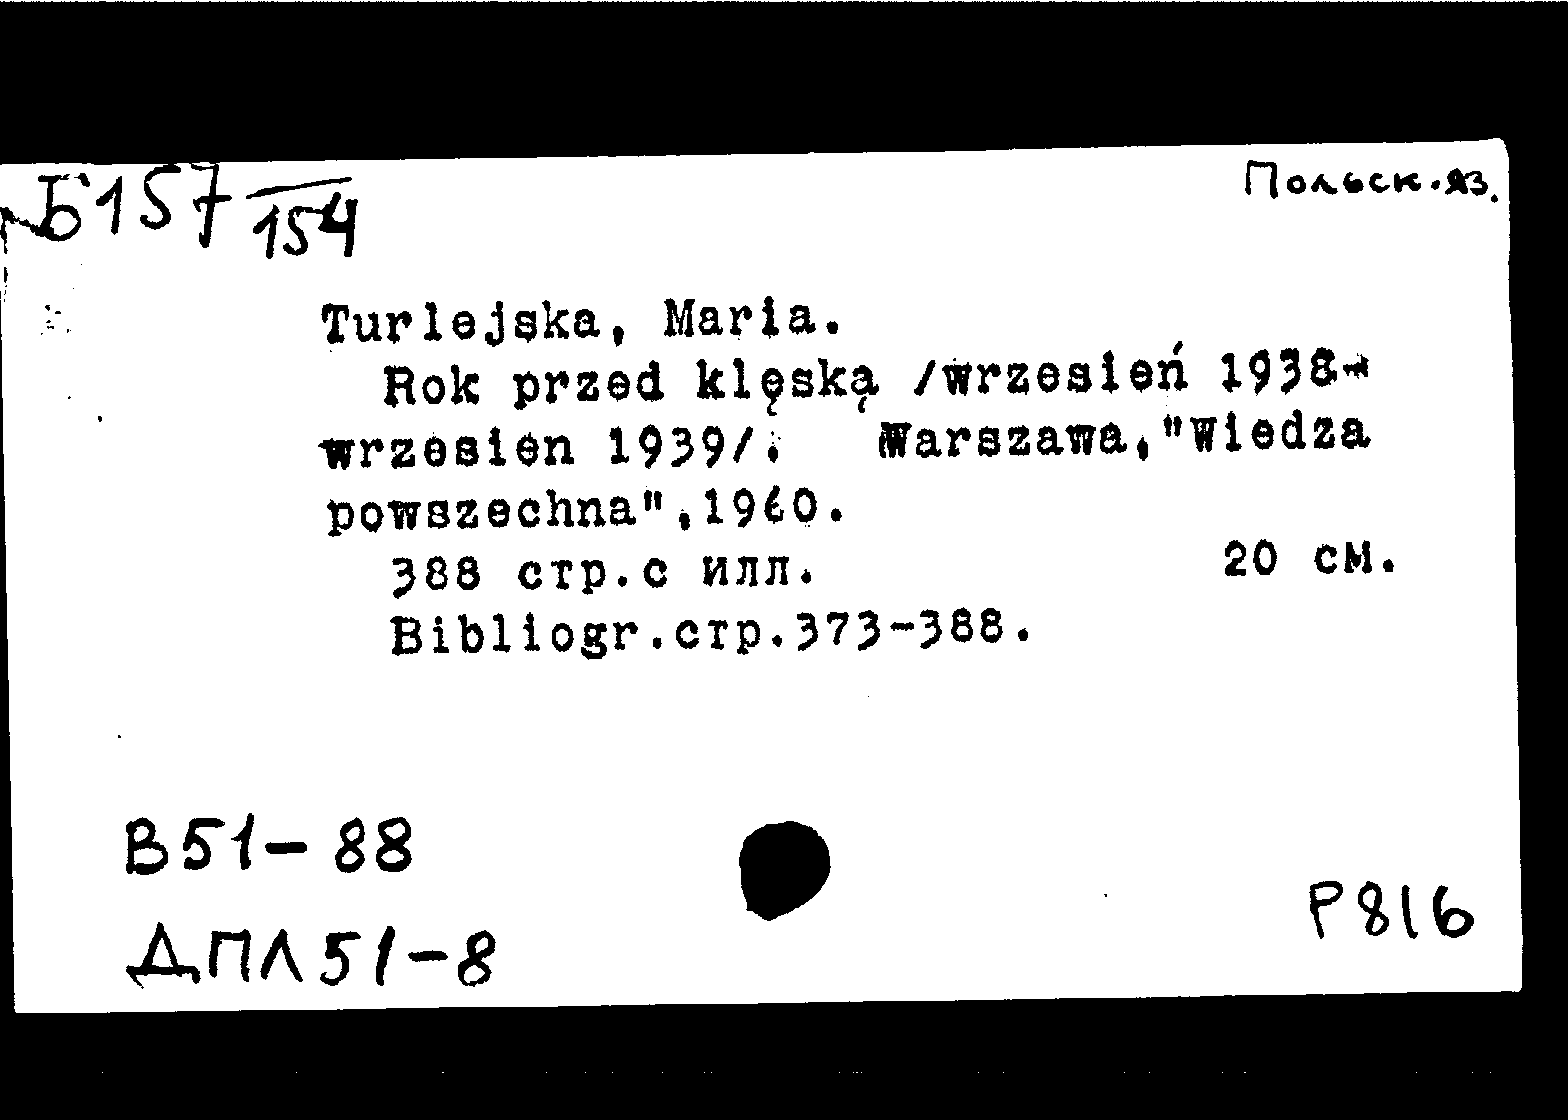 Б157/154
Польск.яз.
Turlejska, Maria.
Rok przed klęską /wrzesień 1938-
wrzesien 1939/. Warszawa,"Wiedza
powszechna",1960.
388 стр.с илл. 20 см.
Bibliogr.стр.373-388.
В51-88
P816
ДПЛ51-8